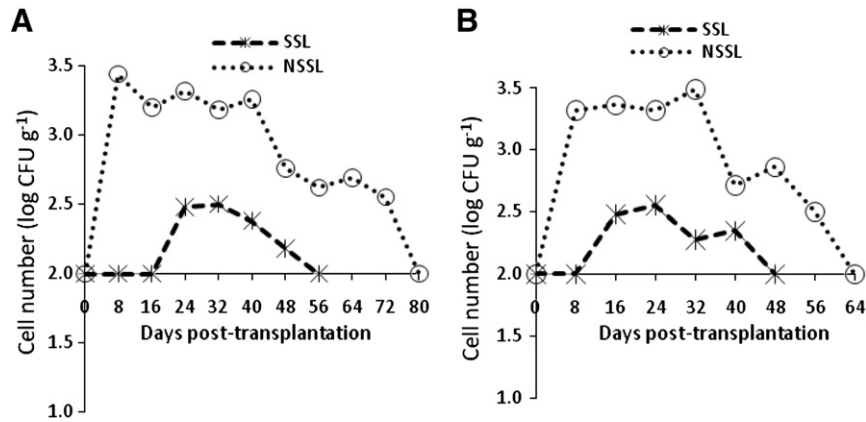 A
SSL
NSSL
Cell number (log CFU g-1)
3.5
3.0
2.5
2.0
1.5
1.0
0 8 16 24 32 40 48 56 64 72 80
Days post-transplantation
B
SSL
NSSL
Cell number (log CFU g-1)
3.5
3.0
2.5
2.0
1.5
1.0
0 8 16 24 32 40 48 56 64
Days post-transplantation